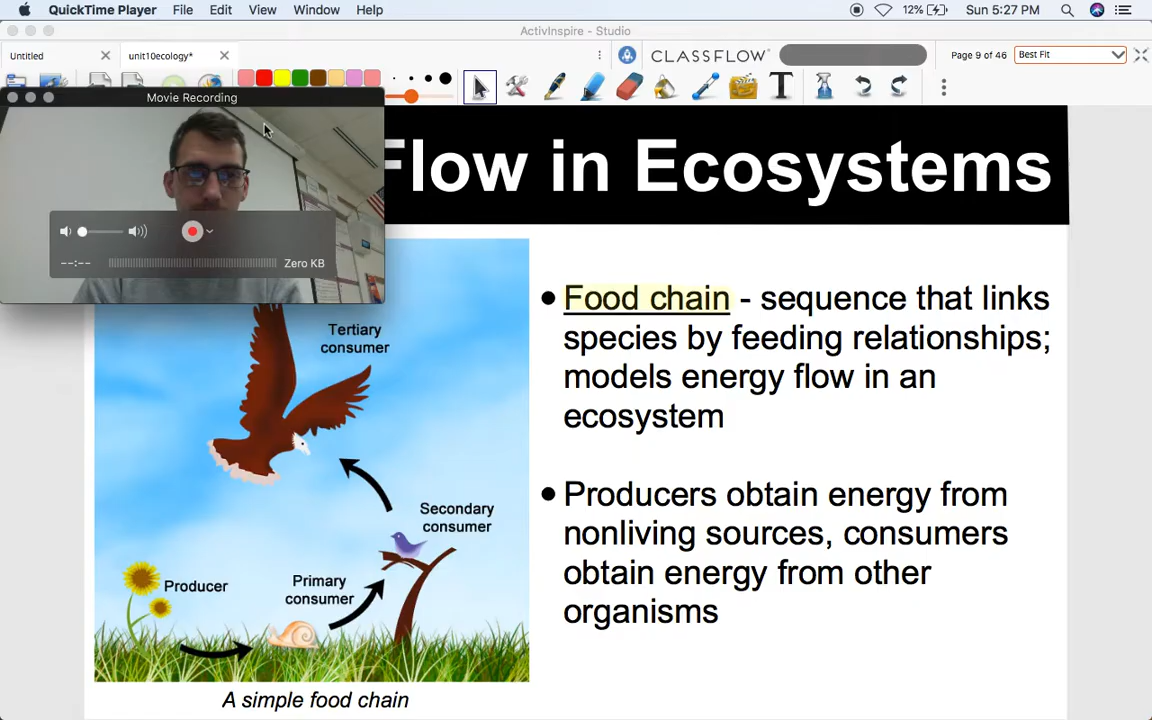 QuickTime Player File Edit View Window Help 12% Sun 5:27 PM
ActivInspire - Studio
Untitled unit10ecology* CLASSFLOW Page 9 of 46 Best Fit
Movie Recording
--:-- Zero KB
Flow in Ecosystems
Tertiary
consumer
Secondary
consumer
Primary
consumer
Producer
A simple food chain
• Food chain - sequence that links
species by feeding relationships;
models energy flow in an
ecosystem
• Producers obtain energy from
nonliving sources, consumers
obtain energy from other
organisms